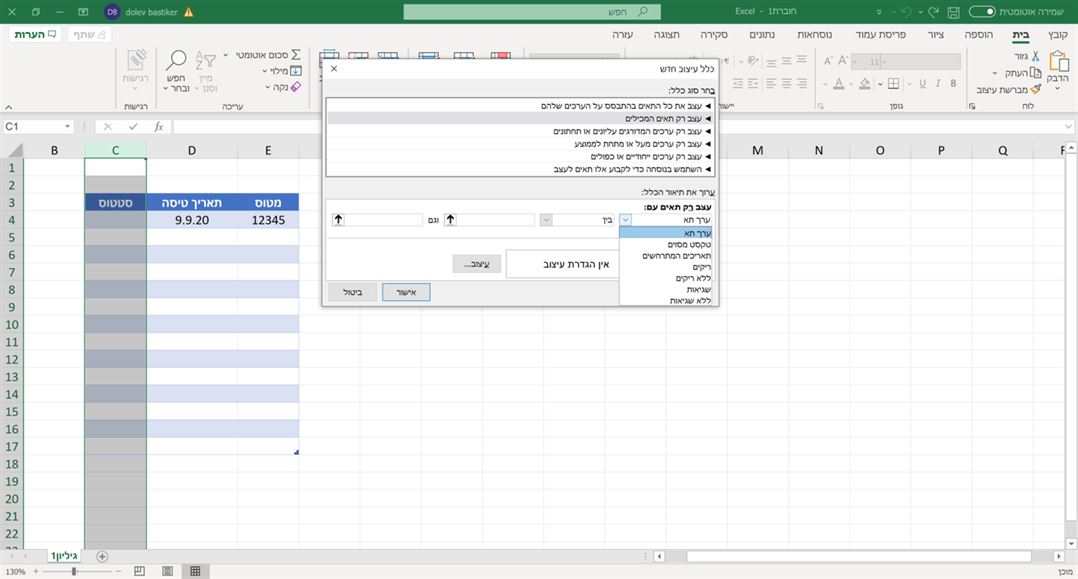 שמירה אוטומטית
חוברת1 - Excel
חיפש
dolev bastiker
DB
קובץ בית הוספה ציור פריסת עמוד נוסחאות נתונים סקירה תצוגה עזרה
שתף
הערות
הדבק
גזור
העתק
מברשת עיצוב
לוח
11
B I U
גופן
סכום אוטומטי
מילוי
נקה
מיין
וסנן
חפש
ובחר
עריכה
רגישות
רגישות
C1
fx
כלל עיצוב חדש
בחר סוג כלל:
◄ עצב את כל התאים בהתבסס על הערכים שלהם
◄ עצב רק תאים המכילים
◄ עצב רק ערכים המדורגים עליונים או תחתונים
◄ עצב רק ערכים מעל או מתחת לממוצע
◄ עצב רק ערכים ייחודיים או כפולים
◄ השתמש בנוסחה כדי לקבוע אלו תאים לעצב
ערוך את תיאור הכלל:
עצב רק תאים עם:
ערך תא
בין
וגם
ערך תא
טקסט מסוים
תאריכים המתרחשים
ריקים
ללא ריקים
שגיאות
ללא שגיאות
אין הגדרת עיצוב
עיצוב...
אישור
ביטול
B C D E M N O P Q
1
2
3 סטטוס תאריך טיסה מטוס
4 9.9.20 12345
5
6
7
8
9
10
11
12
13
14
15
16
17
18
19
20
21
22
גיליון1
מוכן
130%